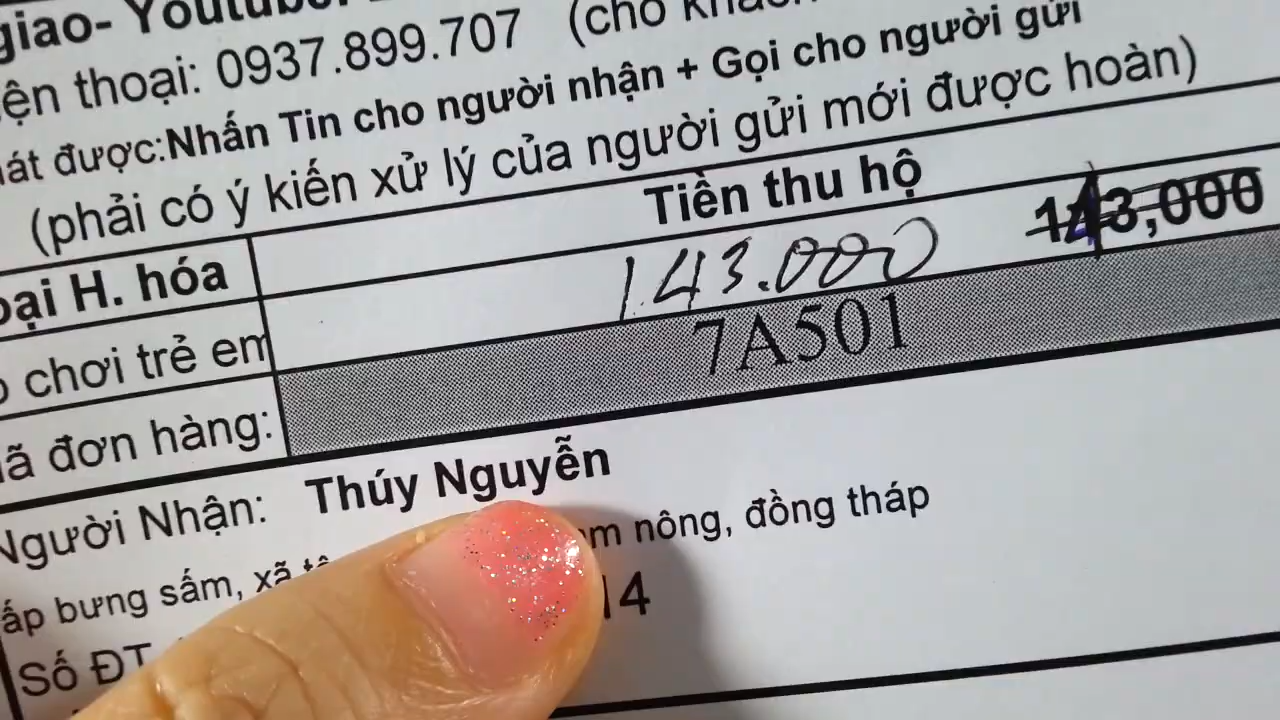 giao- Youtube
ện thoại: 0937.899.707 (cho khách
át được:Nhấn Tin cho người nhận + Gọi cho người gửi
(phải có ý kiến xử lý của người gửi mới được hoàn)
oại H. hóa Tiền thu hộ
ồ chơi trẻ em 143.000 143,000
ã đơn hàng: 7A501
Người Nhận: Thúy Nguyễn
ấp bưng sấm, xã nông, đồng tháp
Số ĐT 14